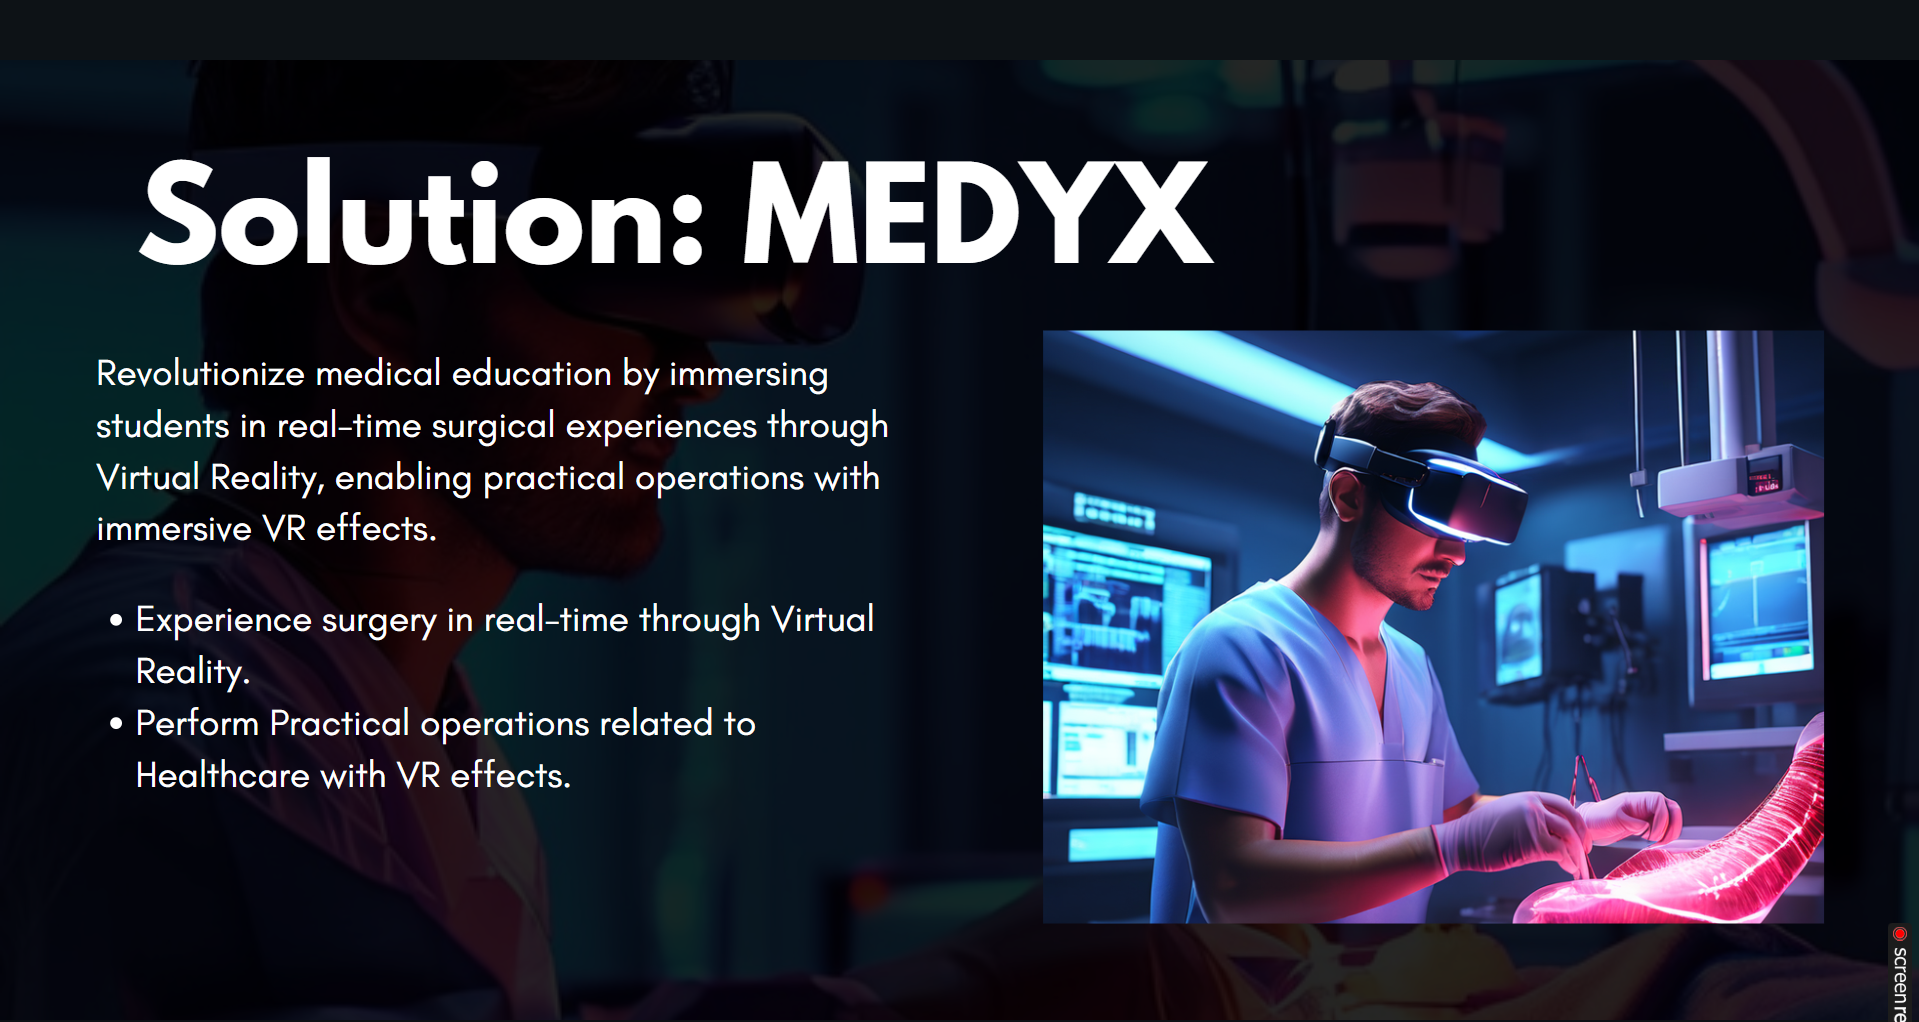 Solution: MEDYX
Revolutionize medical education by immersing
students in real-time surgical experiences through
Virtual Reality, enabling practical operations with
immersive VR effects.
• Experience surgery in real-time through Virtual
Reality.
• Perform Practical operations related to
Healthcare with VR effects.
screen re